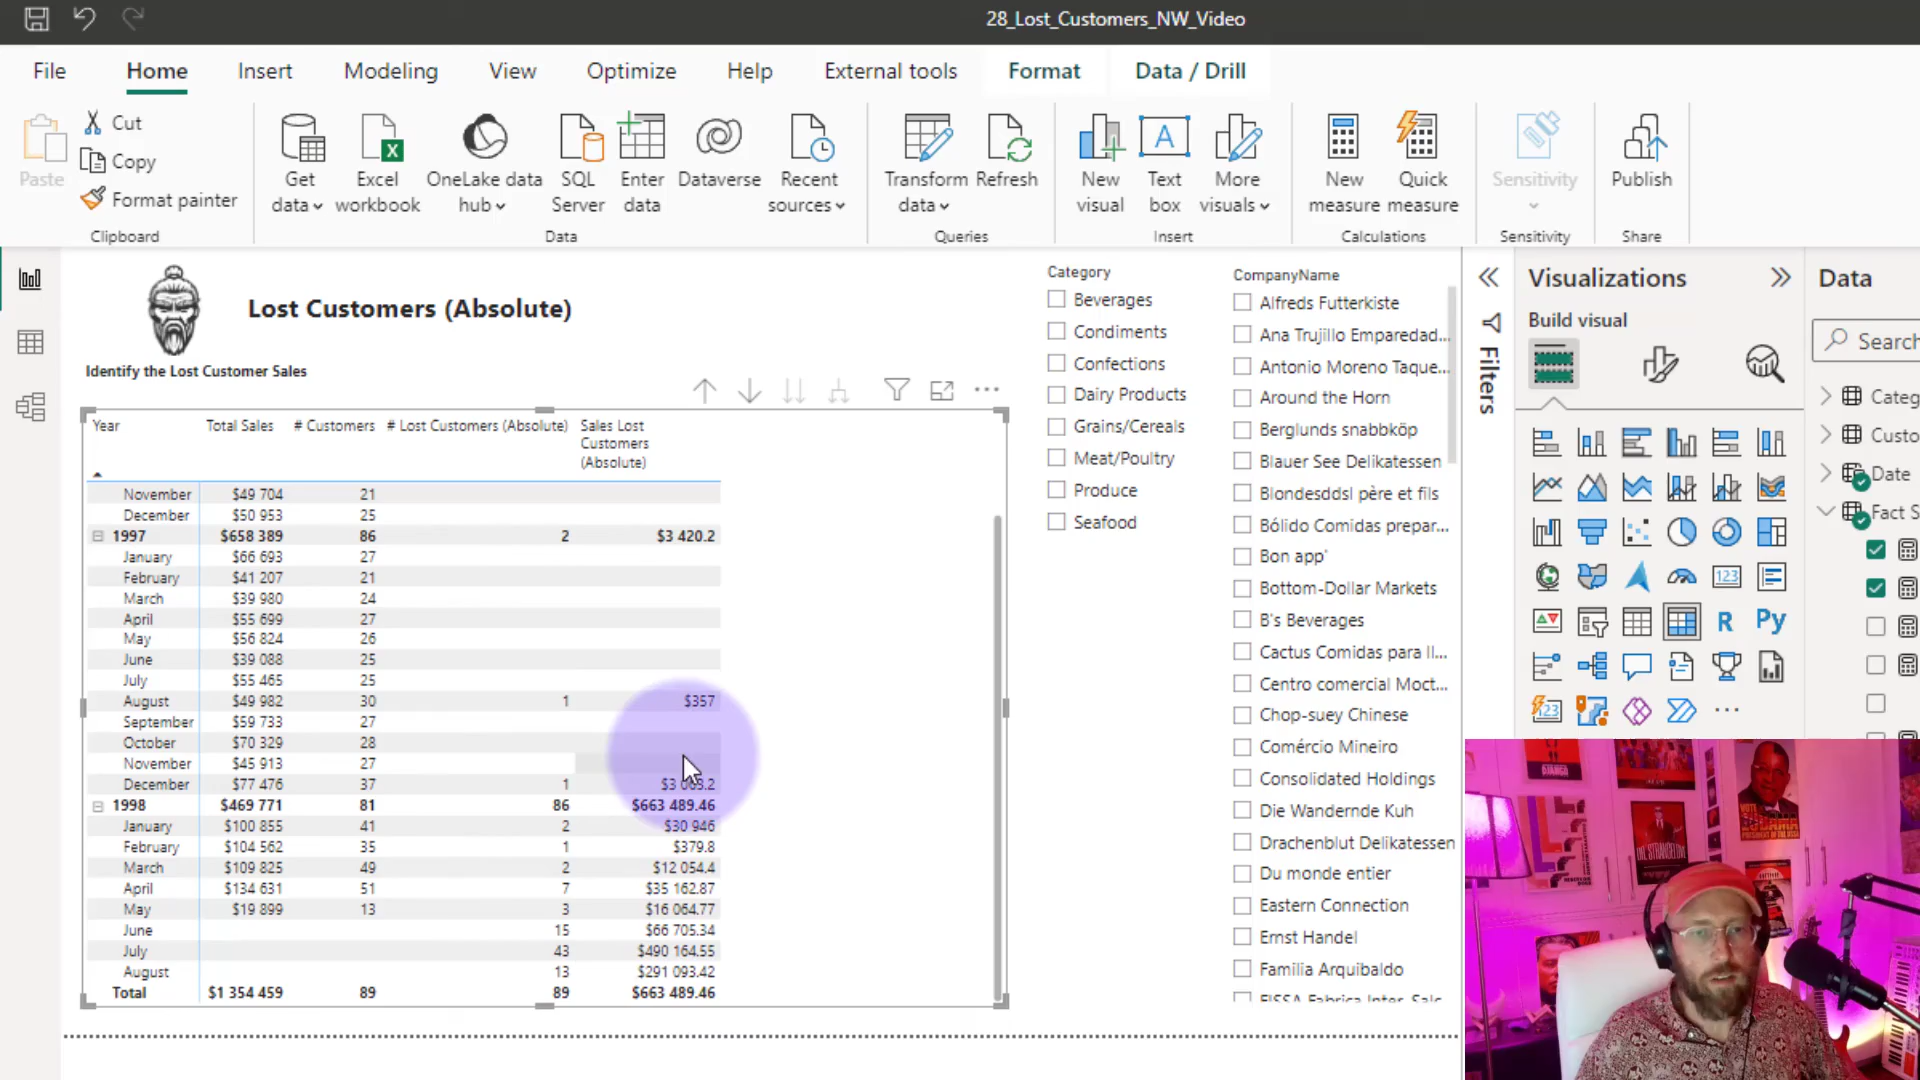 28_Lost_Customers_NW_Video
File Home Insert Modeling View Optimize Help External tools Format Data / Drill
Paste
Cut
Copy
Format painter
Clipboard
Get data
Excel workbook
OneLake data hub
SQL Server
Enter data
Dataverse
Recent sources
Data
Transform data
Refresh
Queries
New visual
Text box
More visuals
Insert
New measure
Quick measure
Calculations
Sensitivity
Sensitivity
Publish
Share
Lost Customers (Absolute)
Identify the Lost Customer Sales
Year Total Sales # Customers # Lost Customers (Absolute) Sales Lost Customers (Absolute)
November $49 704 21
December $50 953 25
1997 $658 389 86 2 $3 420.2
January $66 693 27
February $41 207 21
March $39 980 24
April $55 699 27
May $56 824 26
June $39 088 25
July $55 465 25
August $49 982 30 1 $357
September $59 733 27
October $70 329 28
November $45 913 27
December $77 476 37 1
1998 $469 771 81 86 $663 489.46
January $100 855 41 2 $30 946
February $104 562 35 1 $379.8
March $109 825 49 2 $12 054.4
April $134 631 51 7 $35 162.87
May $19 899 13 3 $16 064.77
June 15 $66 705.34
July 43 $490 164.55
August 13 $291 093.42
Total $1 354 459 89 89 $663 489.46
Category
Beverages
Condiments
Confections
Dairy Products
Grains/Cereals
Meat/Poultry
Produce
Seafood
CompanyName
Alfreds Futterkiste
Ana Trujillo Emparedad...
Antonio Moreno Taque...
Around the Horn
Berglunds snabbköp
Blauer See Delikatessen
Blondesddsl père et fils
Bólido Comidas prepar...
Bon app'
Bottom-Dollar Markets
B's Beverages
Cactus Comidas para ll...
Centro comercial Moct...
Chop-suey Chinese
Comércio Mineiro
Consolidated Holdings
Die Wandernde Kuh
Drachenblut Delikatessen
Du monde entier
Eastern Connection
Ernst Handel
Familia Arquibaldo
Filters
Visualizations
Build visual
123
R Py
123
Data
Search
Categ
Custo
Date
Fact S